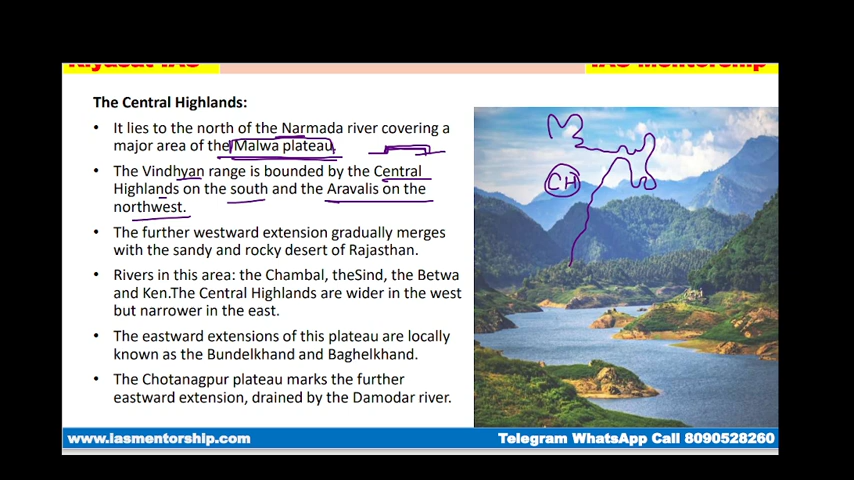 Riyasat IAS
IAS Mentorship
The Central Highlands:
• It lies to the north of the Narmada river covering a
major area of the Malwa plateau.
• The Vindhyan range is bounded by the Central
Highlands on the south and the Aravalis on the
northwest.
• The further westward extension gradually merges
with the sandy and rocky desert of Rajasthan.
• Rivers in this area: the Chambal, theSind, the Betwa
and Ken.The Central Highlands are wider in the west
but narrower in the east.
• The eastward extensions of this plateau are locally
known as the Bundelkhand and Baghelkhand.
• The Chotanagpur plateau marks the further
eastward extension, drained by the Damodar river.
CH
www.iasmentorship.com
Telegram WhatsApp Call 8090528260